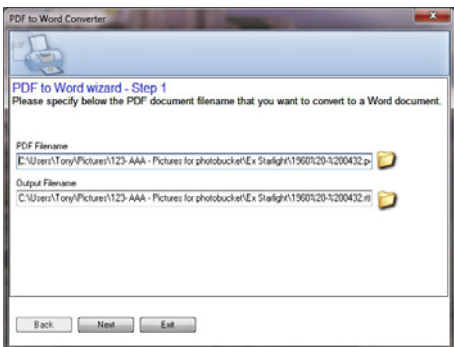 PDF to Word Converter
pdf
PDF to Word wizard - Step 1
Please specify below the PDF document filename that you want to convert to a Word document.
PDF Filename
C:\Users\Tony\Pictures\123- AAA - Pictures for photobucket\Ex Starlight\1960%20-%200432.p
Output Filename
C:\Users\Tony\Pictures\123- AAA - Pictures for photobucket\Ex Starlight\1960%20-%200432.rt
Back Next Exit